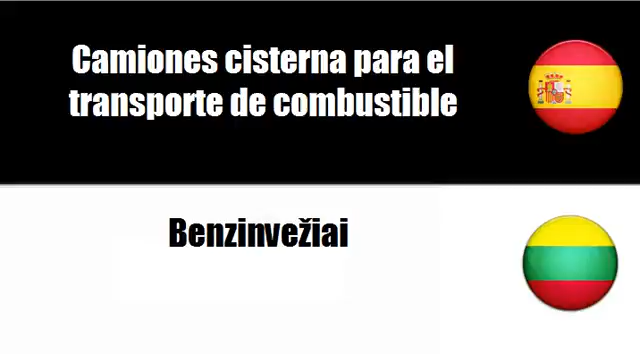 Camiones cisterna para el
transporte de combustible
Benzinvežiai